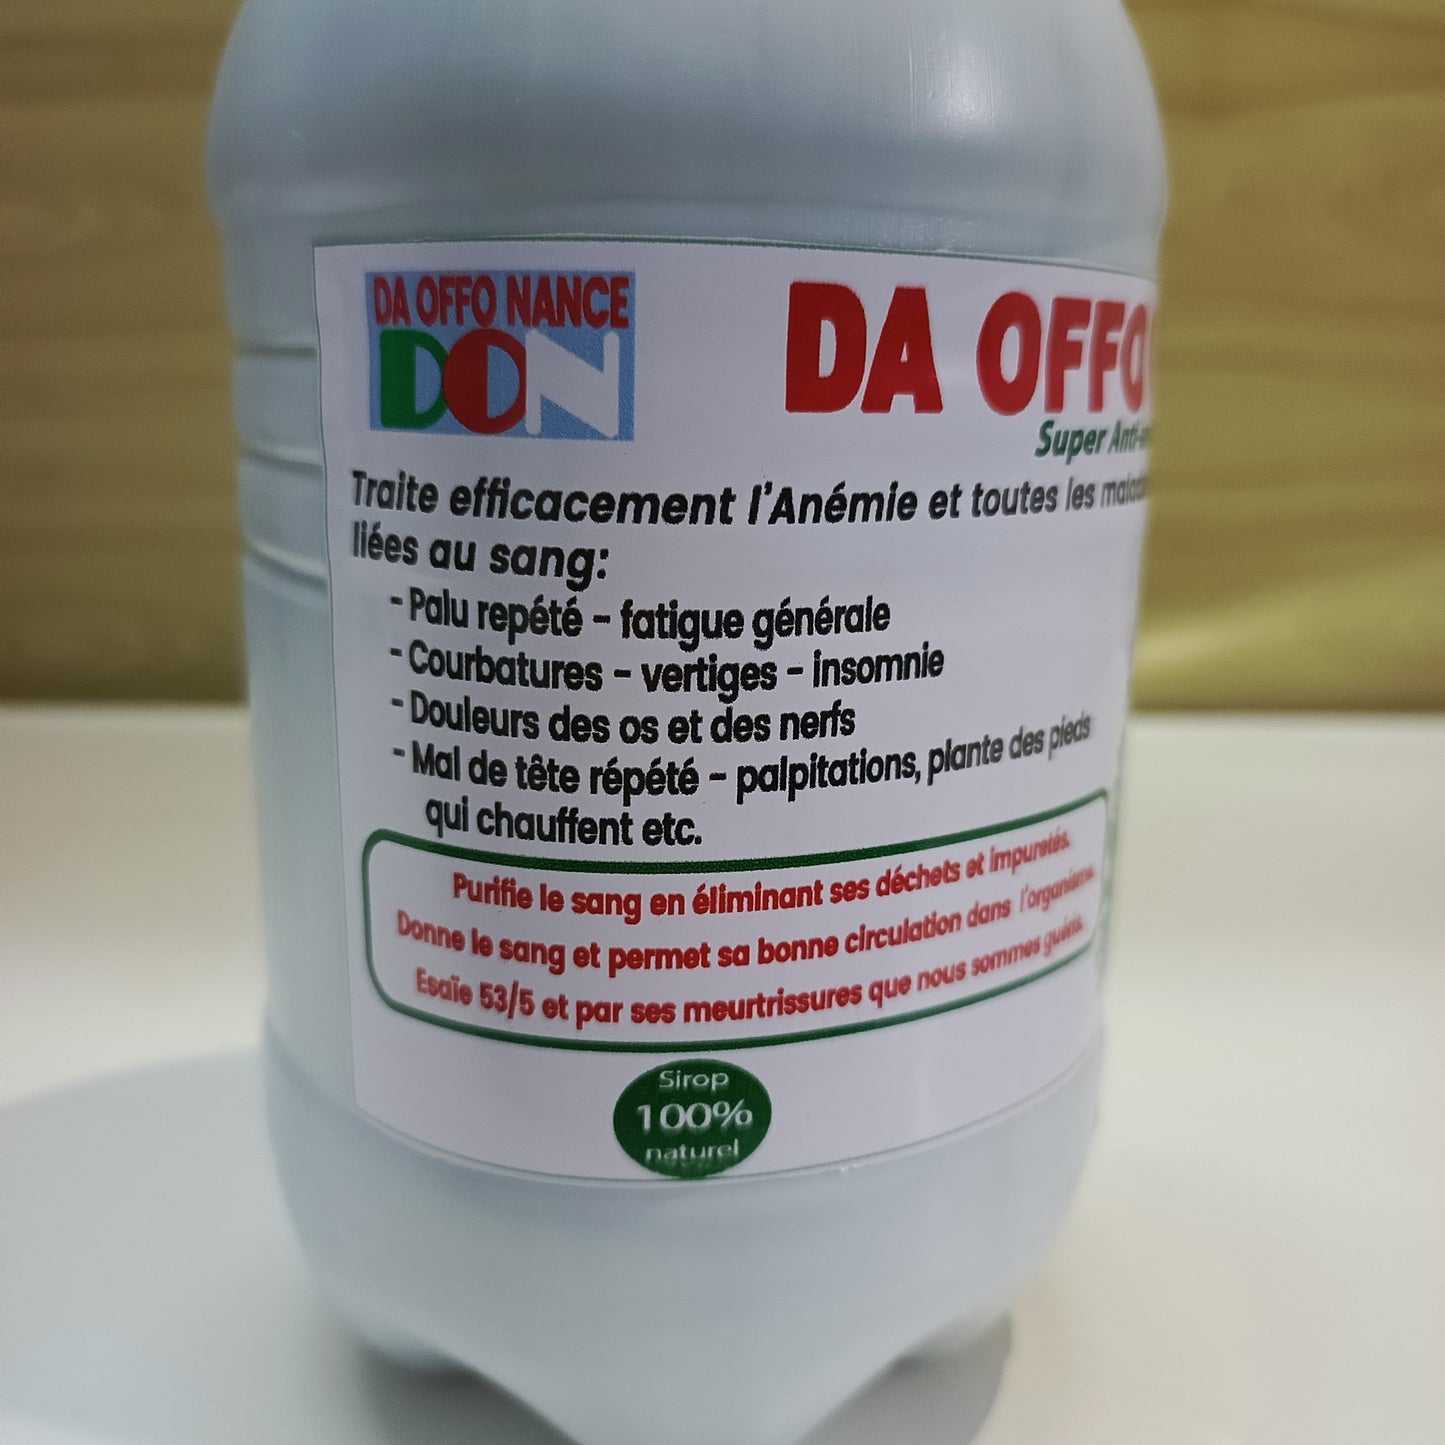 DA OFFO NANCE
DON
DA OFFO
Super Anti-
Traite efficacement l'Anémie et toutes les
liées au sang:
- Palu repété - fatigue générale
- Courbatures - vertiges - insomnie
- Douleurs des os et des nerfs
- Mal de tête répété - palpitations, plante des pieds
qui chauffent etc.
Purifie le sang en éliminant ses déchets et impuretés.
Donne le sang et permet sa bonne circulation dans l'organisme.
Esaïe 53/5 et par ses meurtrissures que nous sommes guéris.
Sirop
100%
naturel